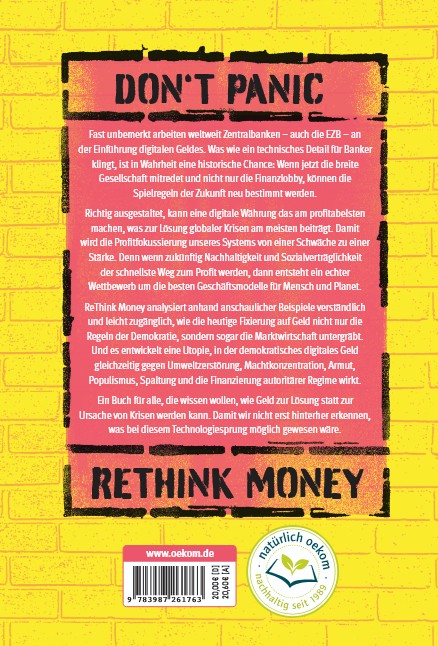 DON'T PANIC
Fast unbemerkt arbeiten weltweit Zentralbanken – auch die EZB – an
der Einführung digitalen Geldes. Was wie ein technisches Detail für Banker
klingt, ist in Wahrheit eine historische Chance: Wenn jetzt die breite
Gesellschaft mitredet und nicht nur die Finanzlobby, können die
Spielregeln der Zukunft neu bestimmt werden.
Richtig ausgestaltet, kann eine digitale Währung das am profitabelsten
machen, was zur Lösung globaler Krisen am meisten beiträgt. Damit
wird die Profitfokussierung unseres Systems von einer Schwäche zu einer
Stärke. Denn wenn zukünftig Nachhaltigkeit und Sozialverträglichkeit
der schnellste Weg zum Profit werden, dann entsteht ein echter
Wettbewerb um die besten Geschäftsmodelle für Mensch und Planet.
ReThink Money analysiert anhand anschaulicher Beispiele verständlich
und leicht zugänglich, wie die heutige Fixierung auf Geld nicht nur die
Regeln der Demokratie, sondern sogar die Marktwirtschaft untergräbt.
Und es entwickelt eine Utopie, in der demokratisches digitales Geld
gleichzeitig gegen Umweltzerstörung, Machtkonzentration, Armut,
Populismus, Spaltung und die Finanzierung autoritärer Regime wirkt.
Ein Buch für alle, die wissen wollen, wie Geld zur Lösung statt zur
Ursache von Krisen werden kann. Damit wir nicht erst hinterher erkennen,
was bei diesem Technologiesprung möglich gewesen wäre.
RETHINK MONEY
www.oekom.de
9 783987 261763
20,00€ [D]
20,60€ [A]
natürlich oekom
nachhaltig seit 1989